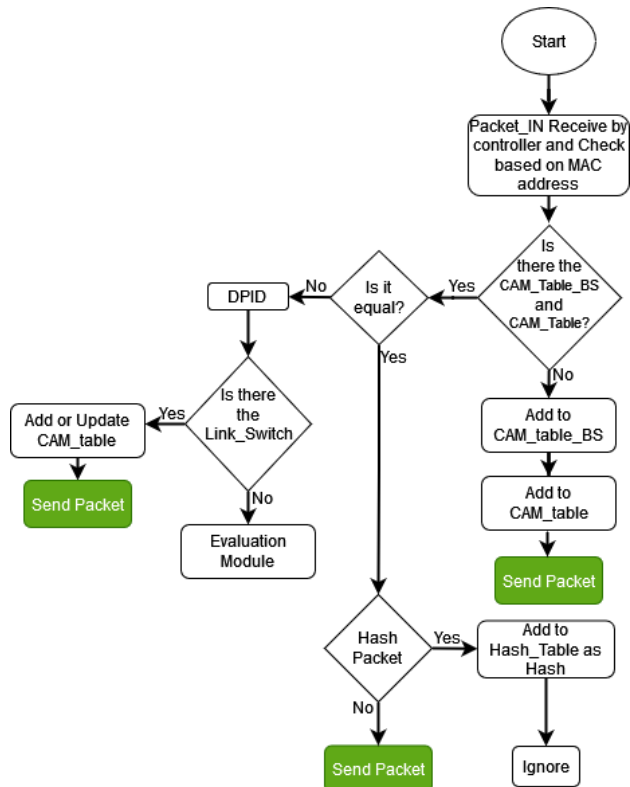 Start
Packet_IN Receive by
controller and Check
based on MAC
address
Is
there the
CAM_Table_BS
and
CAM_Table?
Yes
No
Is it
equal?
No
Yes
DPID
Is there
the
Link_Switch
Yes
No
Add or Update
CAM_table
Send Packet
Evaluation
Module
Add to
CAM_table_BS
Add to
CAM_table
Send Packet
Hash
Packet
Yes
No
Add to
Hash_Table as
Hash
Send Packet
Ignore